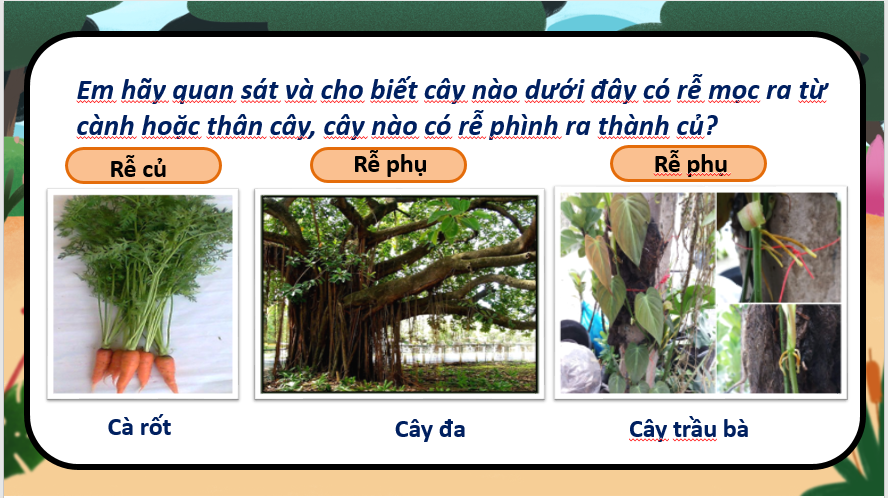 Em hãy quan sát và cho biết cây nào dưới đây có rễ mọc ra từ
cành hoặc thân cây, cây nào có rễ phình ra thành củ?
Rễ củ
Rễ phụ
Rễ phụ
Cà rốt
Cây đa
Cây trầu bà